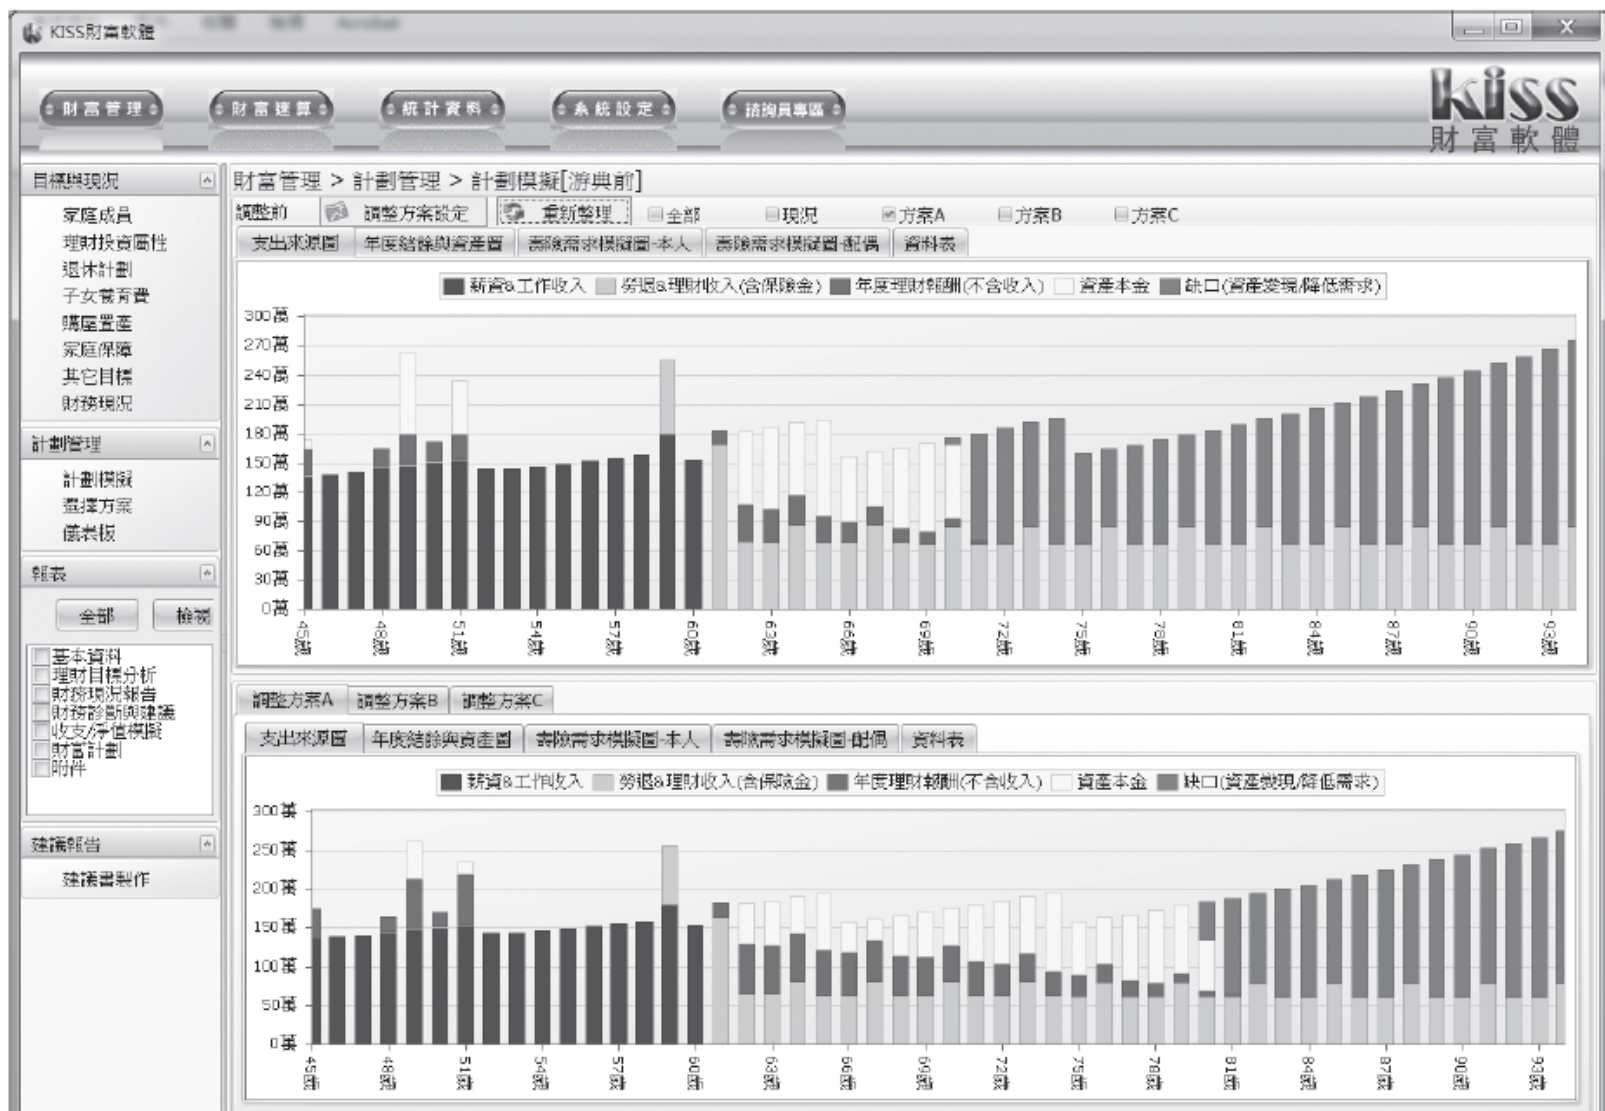 KISS財富軟體
Acrobat
財富管理 財富速算 統計資料 系統設定 諮詢員專區
kiss
財富軟體
目標與現況
家庭成員
理財投資屬性
退休計劃
子女養育費
購屋置產
家庭保障
其它目標
財務現況
計劃管理
計劃模擬
選擇方案
儀表板
報表
全部 檢視
基本資料
理財目標分析
財務現況報告
財務診斷與建議
收支/淨值模擬
財富計劃
附件
建議報告
建議書製作
財富管理 > 計劃管理 > 計劃模擬[游典前]
調整前 調整方案設定 重新整理 全部 現況 方案A 方案B 方案C
支出來源圖 年度結餘與資產圖 壽險需求模擬圖-本人 壽險需求模擬圖-配偶 資料表
薪資&工作收入 勞退&理財收入(含保險金) 年度理財報酬(不含收入) 資產本金 缺口(資產變現/降低需求)
300萬
270萬
240萬
210萬
180萬
150萬
120萬
90萬
60萬
30萬
0萬
45歲 48歲 51歲 54歲 57歲 60歲 63歲 66歲 69歲 72歲 75歲 78歲 81歲 84歲 87歲 90歲 93歲
調整方案A 調整方案B 調整方案C
支出來源圖 年度結餘與資產圖 壽險需求模擬圖-本人 壽險需求模擬圖-配偶 資料表
薪資&工作收入 勞退&理財收入(含保險金) 年度理財報酬(不含收入) 資產本金 缺口(資產變現/降低需求)
300萬
250萬
200萬
150萬
100萬
50萬
0萬
45歲 48歲 51歲 54歲 57歲 60歲 63歲 66歲 69歲 72歲 75歲 78歲 81歲 84歲 87歲 90歲 93歲